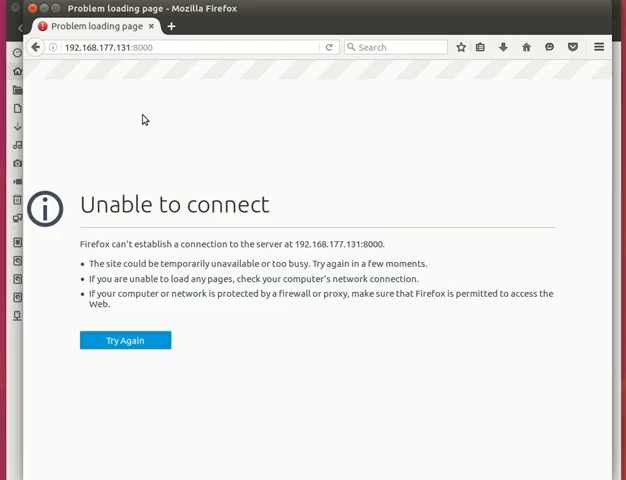 Problem loading page - Mozilla Firefox
Problem loading page
192.168.177.131:8000
Search
Unable to connect
Firefox can't establish a connection to the server at 192.168.177.131:8000.
The site could be temporarily unavailable or too busy. Try again in a few moments.
If you are unable to load any pages, check your computer's network connection.
If your computer or network is protected by a firewall or proxy, make sure that Firefox is permitted to access the
Web.
Try Again